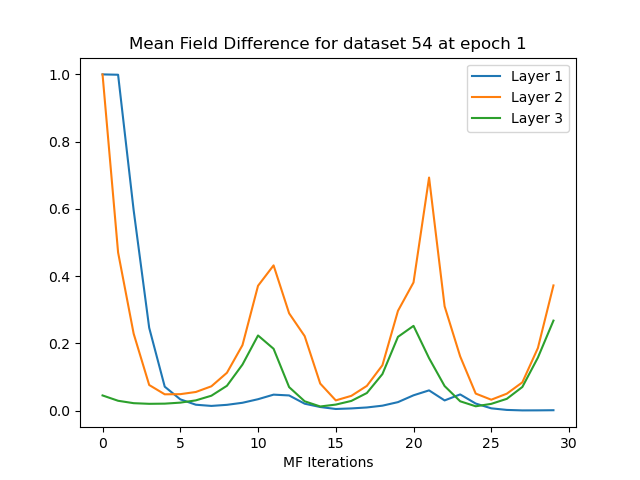 Mean Field Difference for dataset 54 at epoch 1
Layer 1
Layer 2
Layer 3
1.0
0.8
0.6
0.4
0.2
0.0
0 5 10 15 20 25 30
MF Iterations